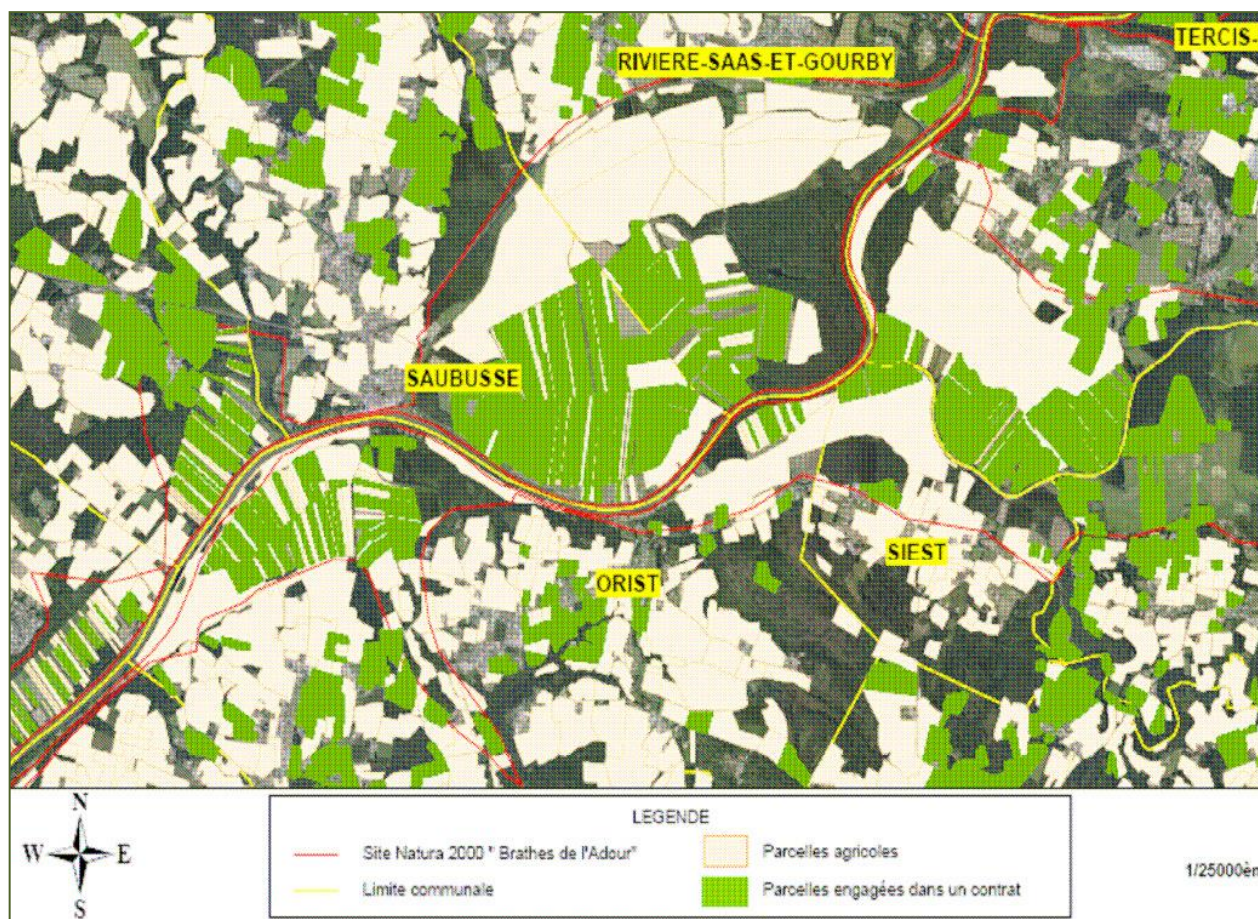 TERCIS-
RIVIERE-SAAS-ET-GOURBY
SAUBUSSE
SIEST
ORIST
LEGENDE
N
W E
S
Site Natura 2000 " Brathes de l'Adour"
Limite communale
Parcelles agricoles
Parcelles engagées dans un contrat
1/25000èm